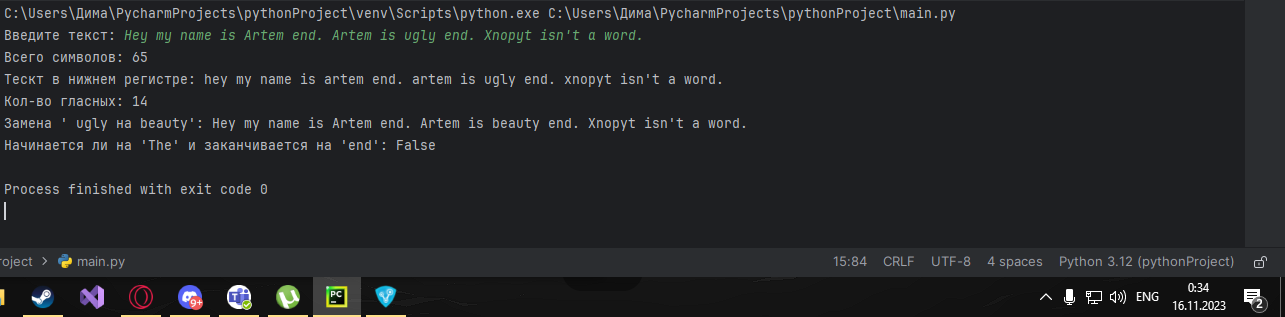 C:\Users\Дима\PycharmProjects\pythonProject\venv\Scripts\python.exe C:\Users\Дима\PycharmProjects\pythonProject\main.py
Введите текст: Hey my name is Artem end. Artem is ugly end. Xnopyt isn't a word.
Всего символов: 65
Тескт в нижнем регистре: hey my name is artem end. artem is ugly end. xnopyt isn't a word.
Кол-во гласных: 14
Замена ' ugly на beauty': Hey my name is Artem end. Artem is beauty end. Xnopyt isn't a word.
Начинается ли на 'The' и заканчивается на 'end': False
Process finished with exit code 0
roject > main.py 15:84 CRLF UTF-8 4 spaces Python 3.12 (pythonProject)
9+ PC ENG 0:34
16.11.2023 2